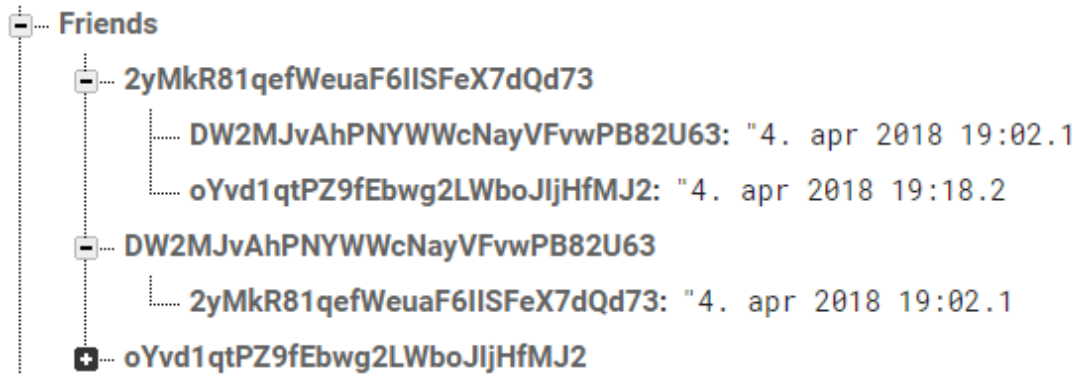 Friends
2yMkR81qefWeuaF6IISFeX7dQd73
DW2MJvAhPNYWWcNayVFvwPB82U63: "4. apr 2018 19:02.1
oYvd1qtPZ9fEbwg2LWboJIjHfMJ2: "4. apr 2018 19:18.2
DW2MJvAhPNYWWcNayVFvwPB82U63
2yMkR81qefWeuaF6IISFeX7dQd73: "4. apr 2018 19:02.1
oYvd1qtPZ9fEbwg2LWboJIjHfMJ2